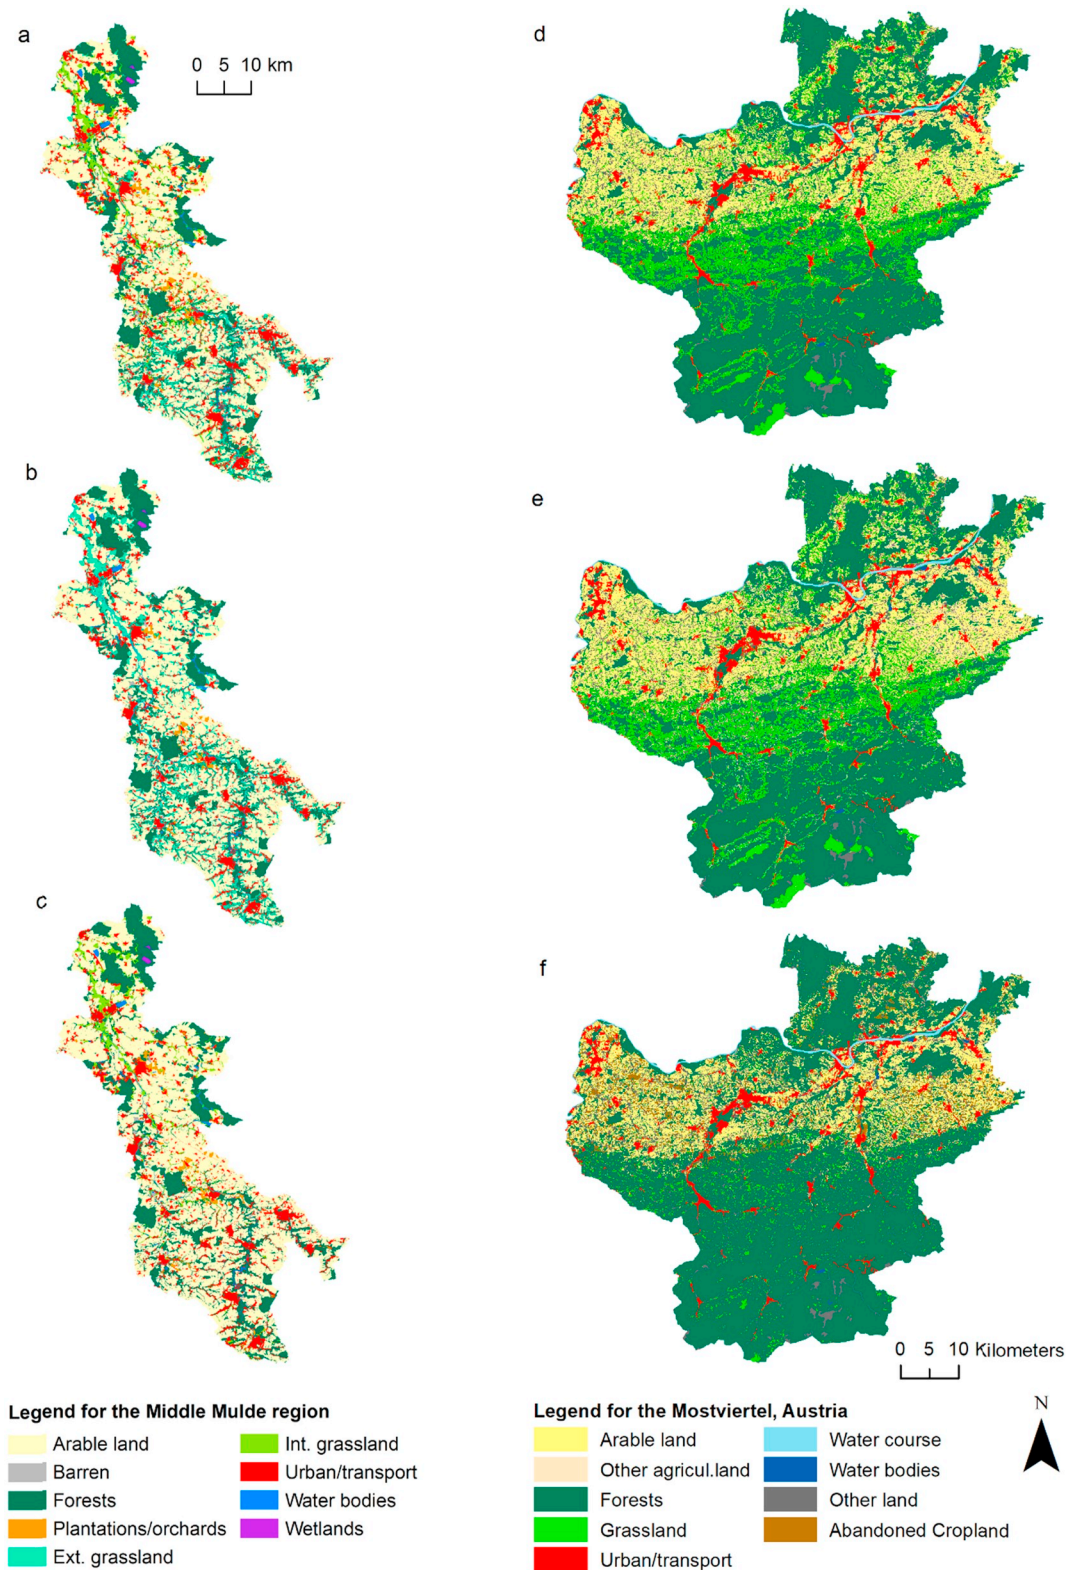 a
0 5 10 km
d
b
e
c
f
0 5 10 Kilometers
N
Legend for the Middle Mulde region
Arable land
Barren
Forests
Plantations/orchards
Ext. grassland
Int. grassland
Urban/transport
Water bodies
Wetlands
Legend for the Mostviertel, Austria
Arable land
Other agricul.land
Forests
Grassland
Urban/transport
Water course
Water bodies
Other land
Abandoned Cropland